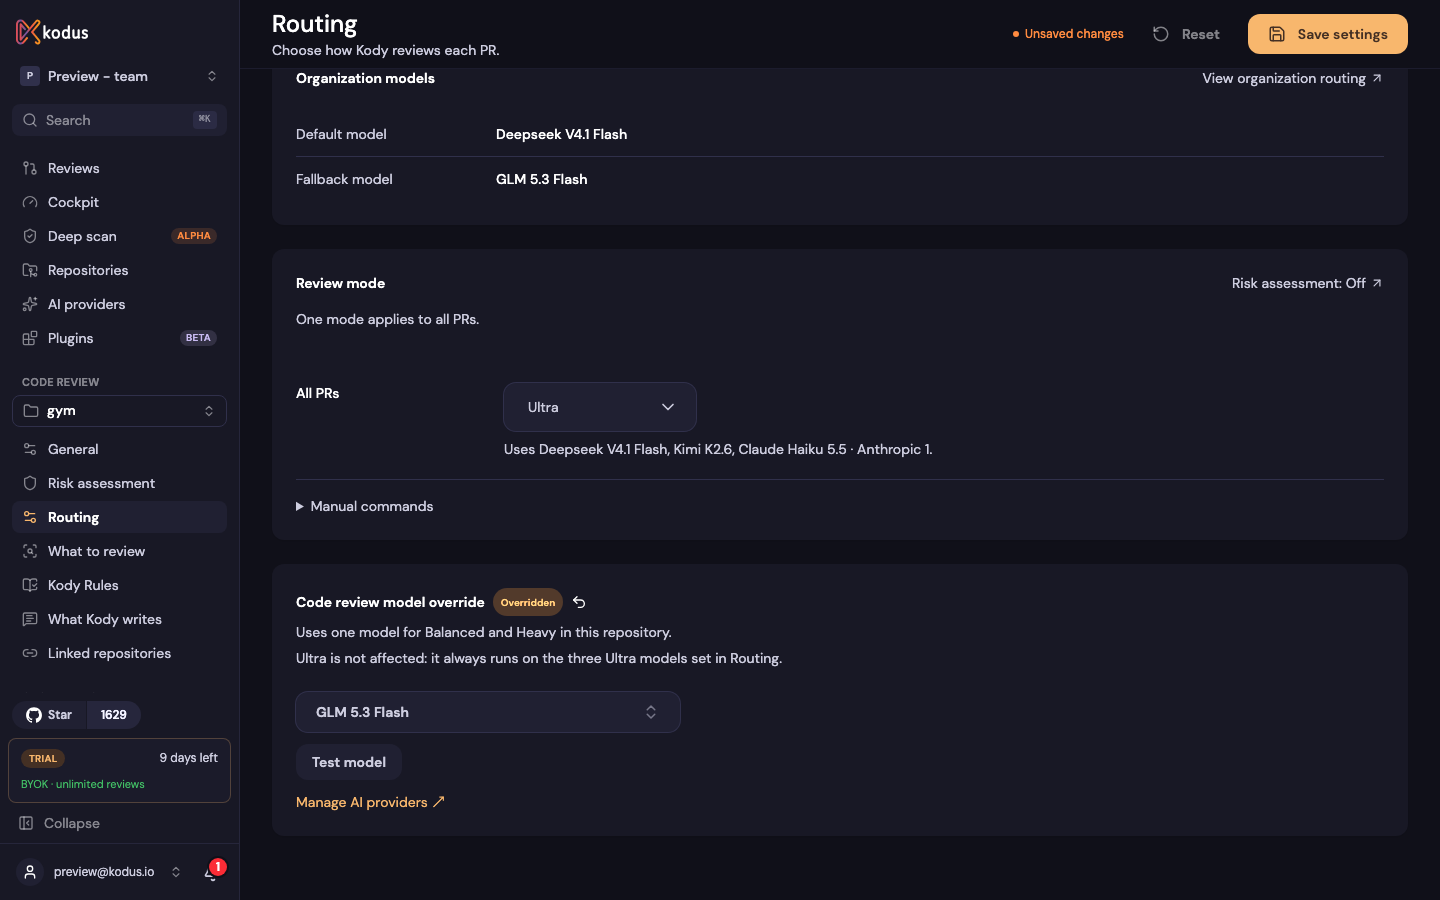 kodus
P Preview - team
Search ⌘K
Reviews
Cockpit
Deep scan ALPHA
Repositories
AI providers
Plugins BETA
CODE REVIEW
gym
General
Risk assessment
Routing
What to review
Kody Rules
What Kody writes
Linked repositories
Star 1629
TRIAL 9 days left
BYOK · unlimited reviews
Collapse
preview@kodus.io 1
Routing
Choose how Kody reviews each PR.
Unsaved changes Reset Save settings
Organization models View organization routing
Default model Deepseek V4.1 Flash
Fallback model GLM 5.3 Flash
Review mode Risk assessment: Off
One mode applies to all PRs.
All PRs Ultra
Uses Deepseek V4.1 Flash, Kimi K2.6, Claude Haiku 5.5 · Anthropic 1.
Manual commands
Code review model override Overridden
Uses one model for Balanced and Heavy in this repository.
Ultra is not affected: it always runs on the three Ultra models set in Routing.
GLM 5.3 Flash
Test model
Manage AI providers